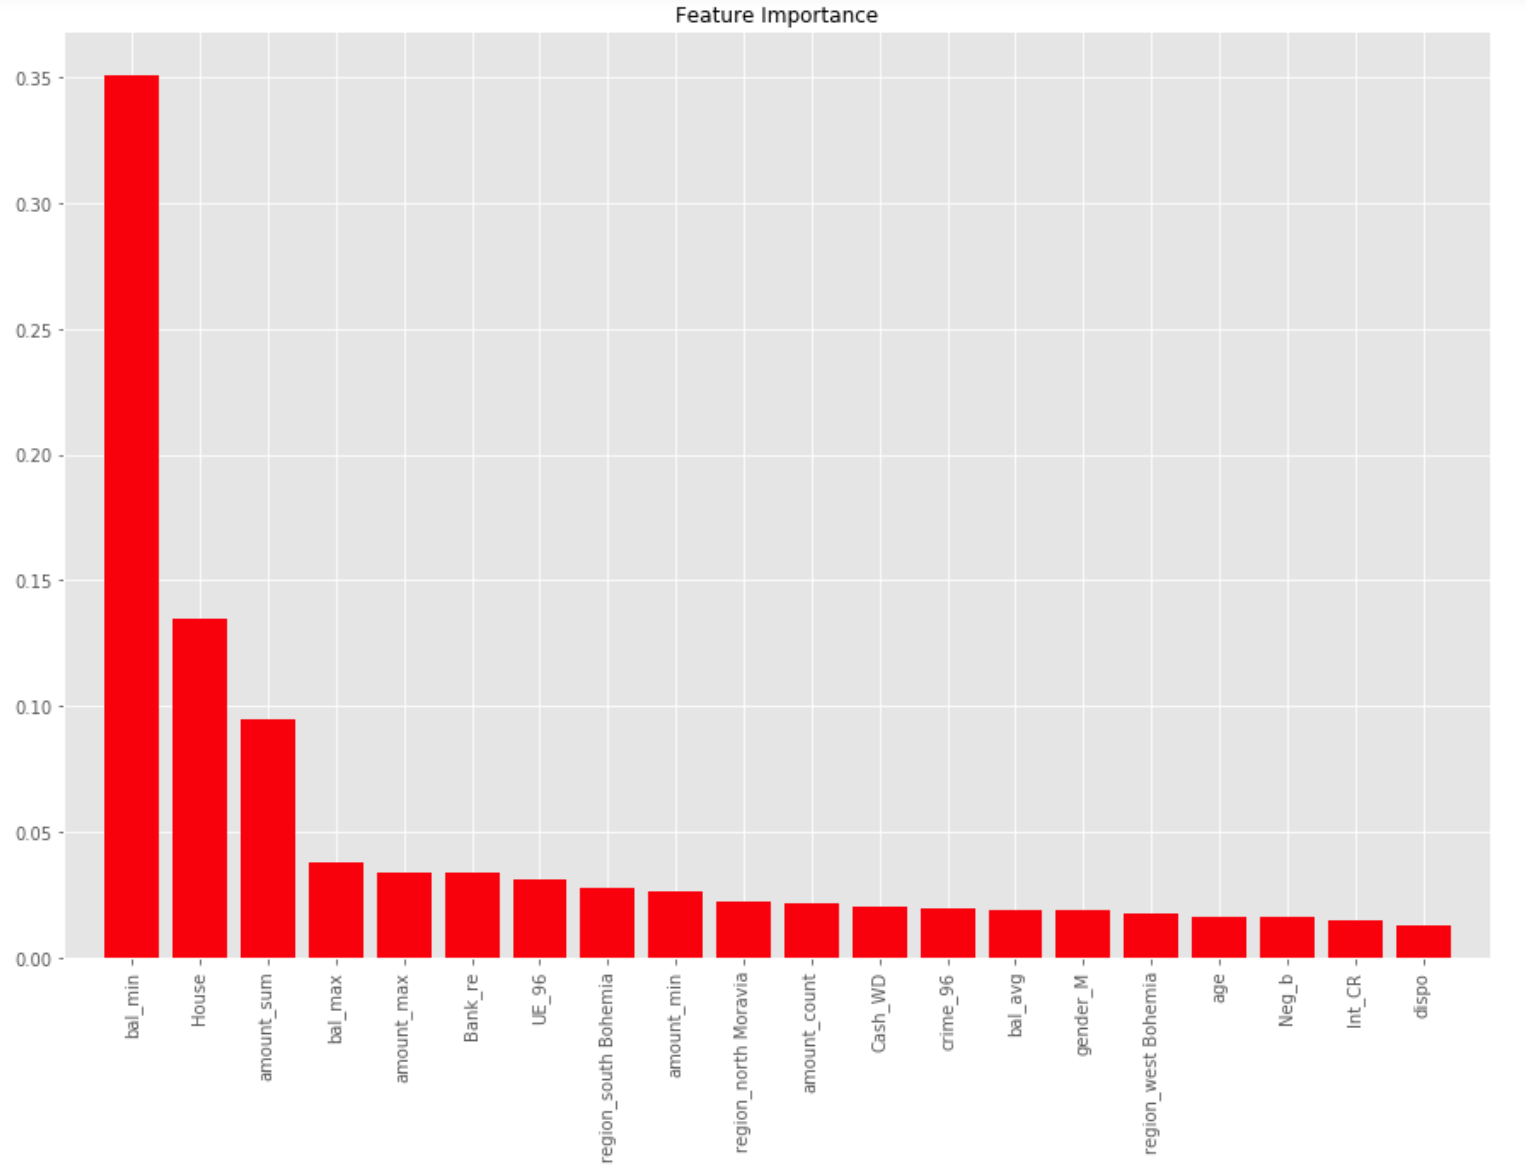 Feature Importance
0.35
0.30
0.25
0.20
0.15
0.10
0.05
0.00
bal_min
House
amount_sum
bal_max
amount_max
Bank_re
UE_96
region_south Bohemia
amount_min
region_north Moravia
amount_count
Cash_WD
crime_96
bal_avg
gender_M
region_west Bohemia
age
Neg_b
Int_CR
dispo